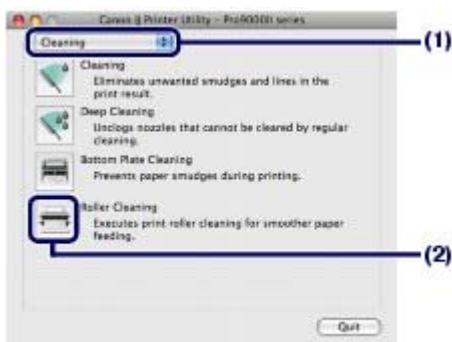 Canon IJ Printer Utility - Pro9000II series
(1)
Cleaning
Cleaning
Eliminates unwanted smudges and lines in the
print result.
Deep Cleaning
Unclogs nozzles that cannot be cleared by regular
cleaning.
Bottom Plate Cleaning
Prevents paper smudges during printing.
Roller Cleaning
Executes print roller cleaning for smoother paper
feeding.
(2)
Quit